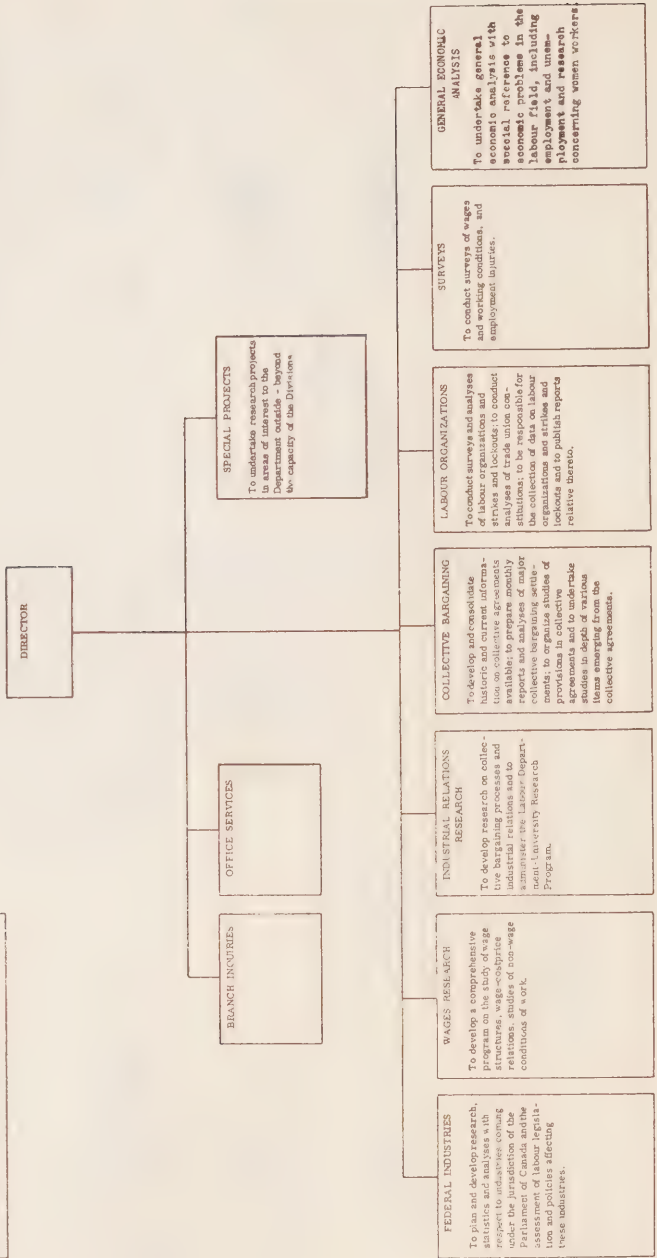 DIRECTOR
BRANCH INQUIRIES
OFFICE SERVICES
SPECIAL PROJECTS
To undertake research projects
in areas of interest to the
Department outside - beyond
the capacity of the Divisions
FEDERAL INDUSTRIES
To plan and develop research,
statistics and analyses with
respect to industries coming
under the jurisdiction of the
Parliament of Canada and the
assessment of labour legisla-
tion and policies affecting
these industries.
WAGES RESEARCH
To develop a comprehensive
program on the study of wage
structures, wage-costprice
relations, studies of non-wage
conditions of work.
INDUSTRIAL RELATIONS
RESEARCH
To develop research on collec-
tive bargaining processes and
industrial relations and to
administer the Labour Depart-
ment-University Research
Program.
COLLECTIVE BARGAINING
To develop and consolidate
historic and current informa-
tion on collective agreements
available; to prepare monthly
reports and analyses of major
collective bargaining settle-
ments; to organize studies of
provisions in collective
agreements and to undertake
studies in depth of various
items emerging from the
collective agreements.
LABOUR ORGANIZATIONS
To conduct surveys and analyses
of labour organizations and
strikes and lockouts; to conduct
analyses of trade union con-
stitutions; to be responsible for
the collection of data on labour
organizations and strikes and
lockouts and to publish reports
relative thereto.
SURVEYS
To conduct surveys of wages
and working conditions, and
employment injuries.
GENERAL ECONOMIC
ANALYSIS
To undertake general
economic analysis with
special reference to
economic problems in the
labour field, including
employment and unem-
ployment and research
concerning women workers